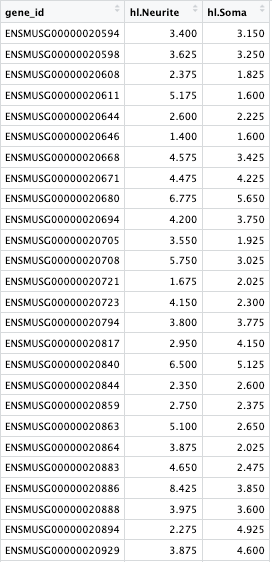 gene_id hl.Neurite hl.Soma
ENSMUSG00000020594 3.400 3.150
ENSMUSG00000020598 3.625 3.250
ENSMUSG00000020608 2.375 1.825
ENSMUSG00000020611 5.175 1.600
ENSMUSG00000020644 2.600 2.225
ENSMUSG00000020646 1.400 1.600
ENSMUSG00000020668 4.575 3.425
ENSMUSG00000020671 4.475 4.225
ENSMUSG00000020680 6.775 5.650
ENSMUSG00000020694 4.200 3.750
ENSMUSG00000020705 3.550 1.925
ENSMUSG00000020708 5.750 3.025
ENSMUSG00000020721 1.675 2.025
ENSMUSG00000020723 4.150 2.300
ENSMUSG00000020794 3.800 3.775
ENSMUSG00000020817 2.950 4.150
ENSMUSG00000020840 6.500 5.125
ENSMUSG00000020844 2.350 2.600
ENSMUSG00000020859 2.750 2.375
ENSMUSG00000020863 5.100 2.650
ENSMUSG00000020864 3.875 2.025
ENSMUSG00000020883 4.650 2.475
ENSMUSG00000020886 8.425 3.850
ENSMUSG00000020888 3.975 3.600
ENSMUSG00000020894 2.275 4.925
ENSMUSG00000020929 3.875 4.600